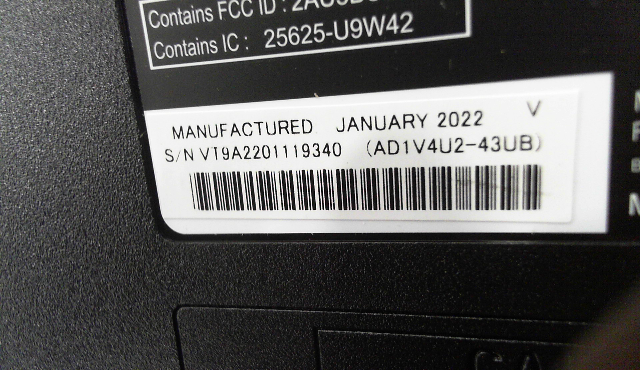 Contains FCC ID :
Contains IC : 25625-U9W42
MANUFACTURED JANUARY 2022 V
S/N VT9A2201119340 (AD1V4U2-43UB)